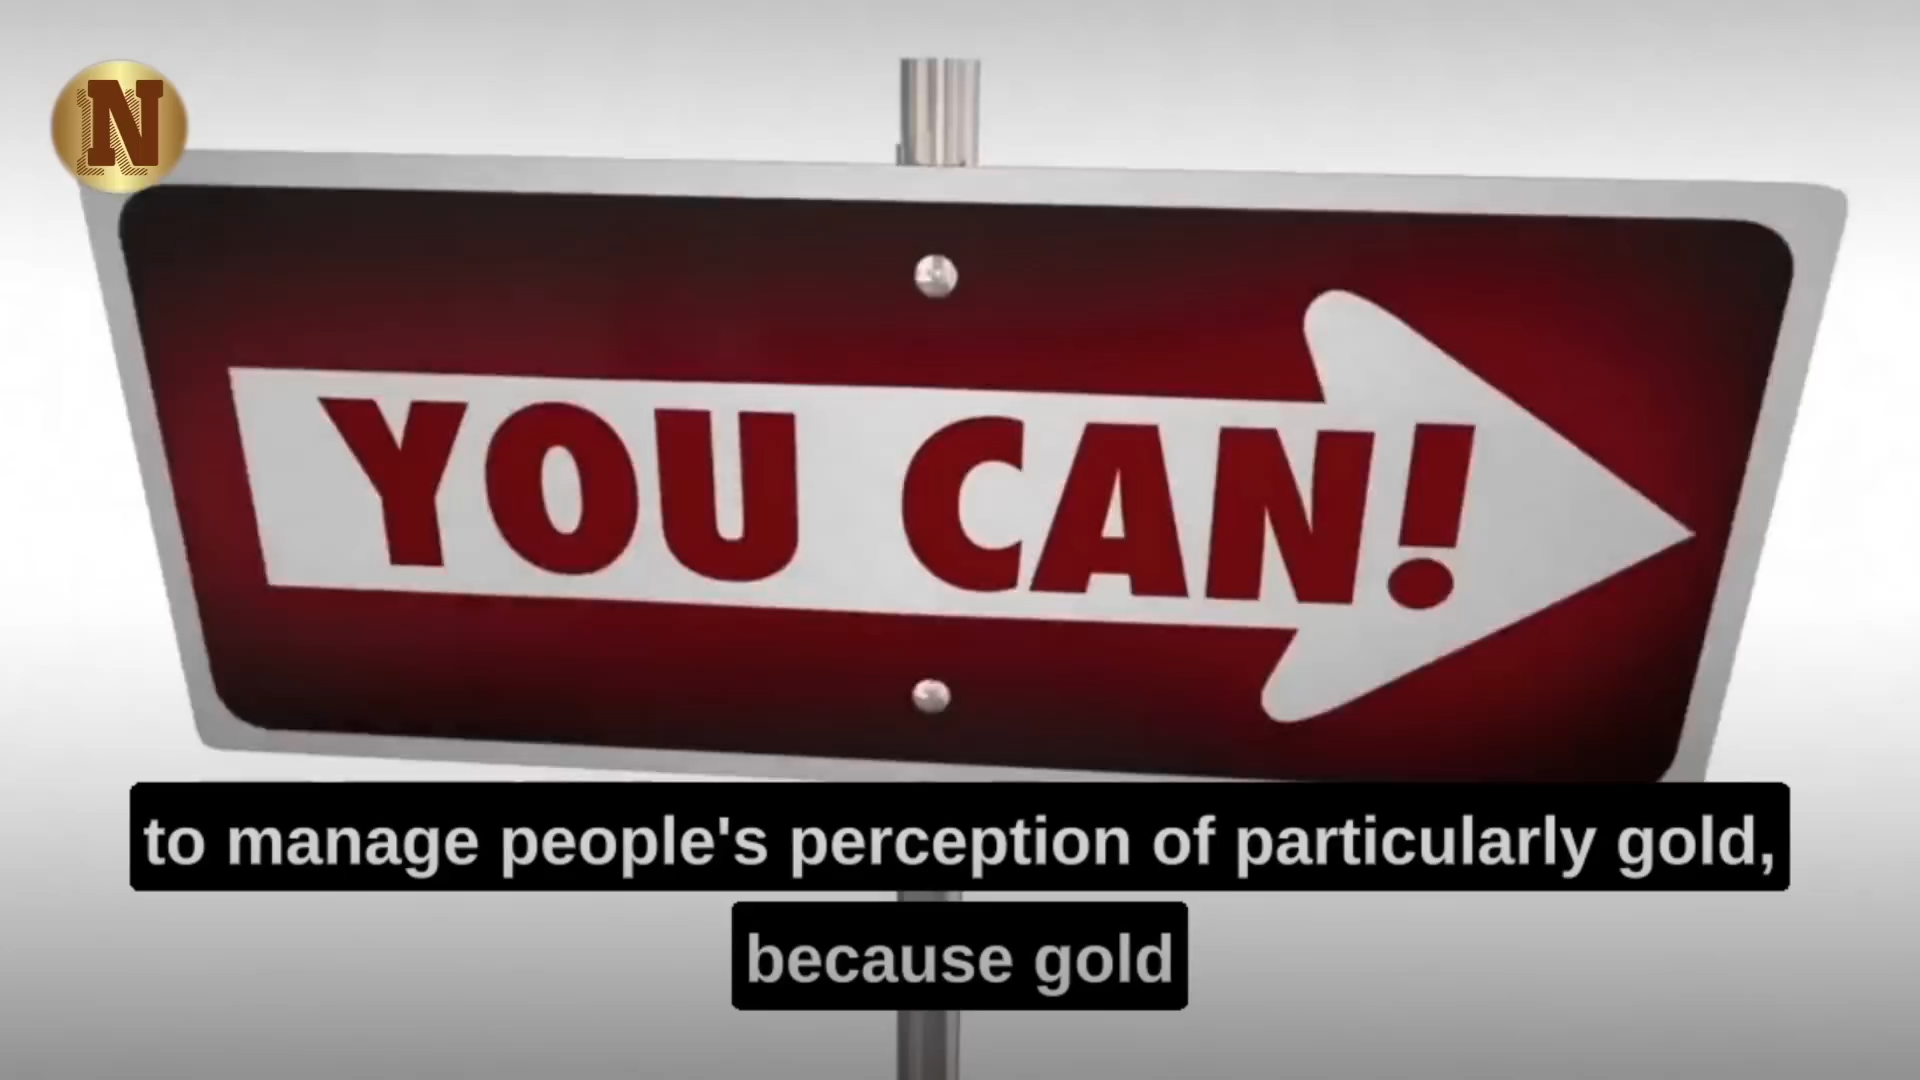 N
YOU CAN!
to manage people's perception of particularly gold,
because gold